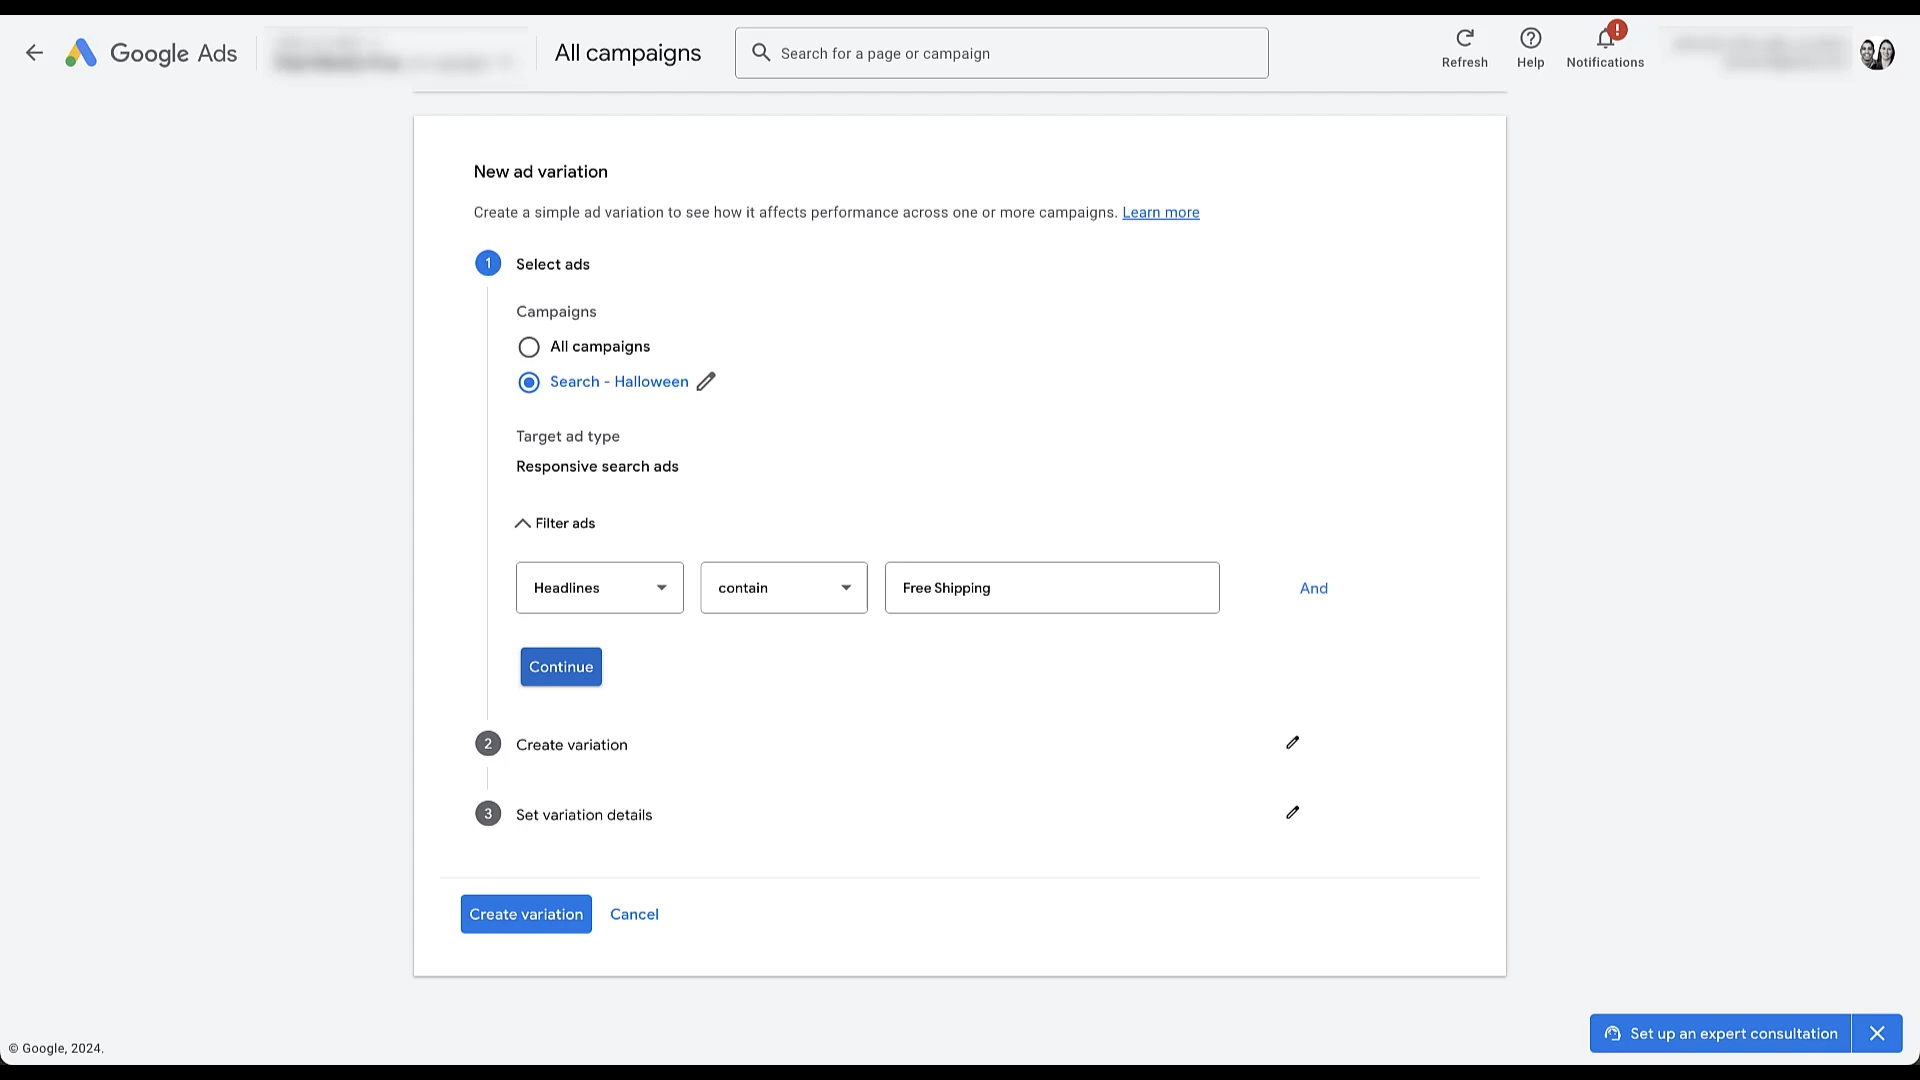 Google Ads
All campaigns
Search for a page or campaign
Refresh
Help
!
Notifications
New ad variation
Create a simple ad variation to see how it affects performance across one or more campaigns. Learn more
1 Select ads
Campaigns
All campaigns
Search - Halloween
Target ad type
Responsive search ads
Filter ads
Headlines
contain
Free Shipping
And
Continue
2 Create variation
3 Set variation details
Create variation
Cancel
Set up an expert consultation
© Google, 2024.